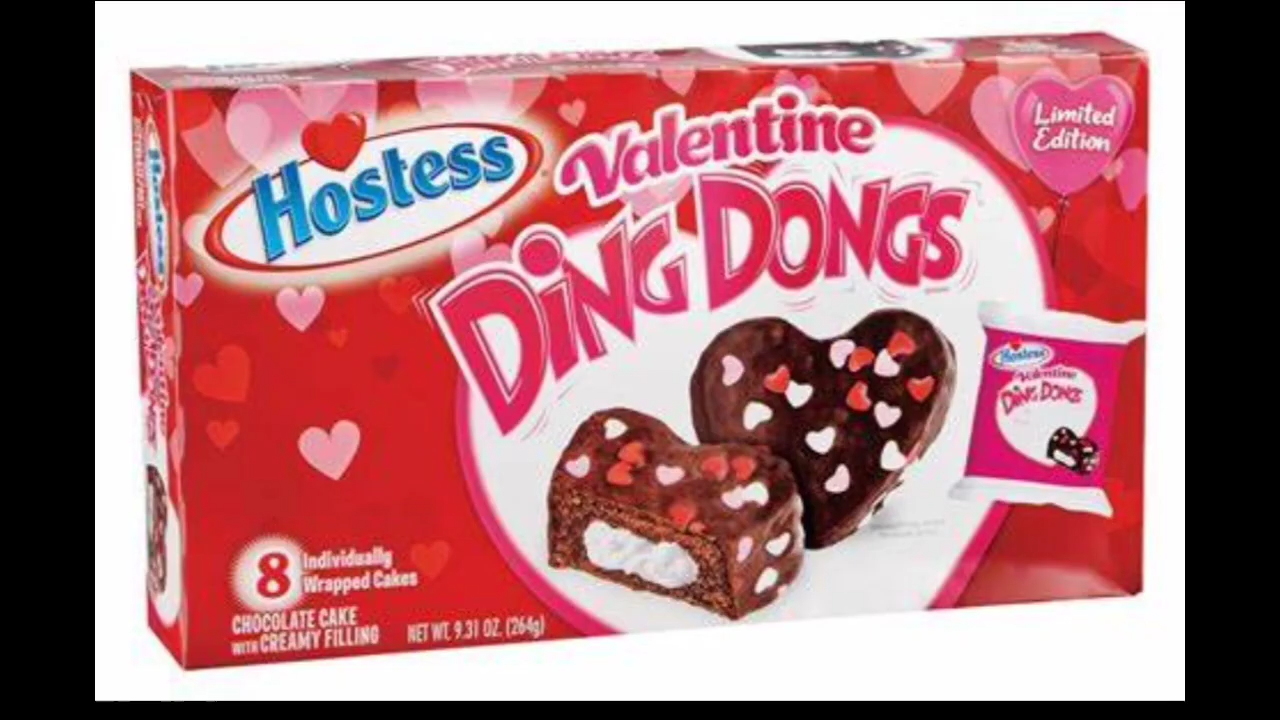 Hostess
Valentine
DING DONGS
Limited
Edition
Hostess
Valentine
DING DONGS
8 Individually
Wrapped Cakes
CHOCOLATE CAKE
WITH CREAMY FILLING
NET WT. 9.31 OZ. (264g)